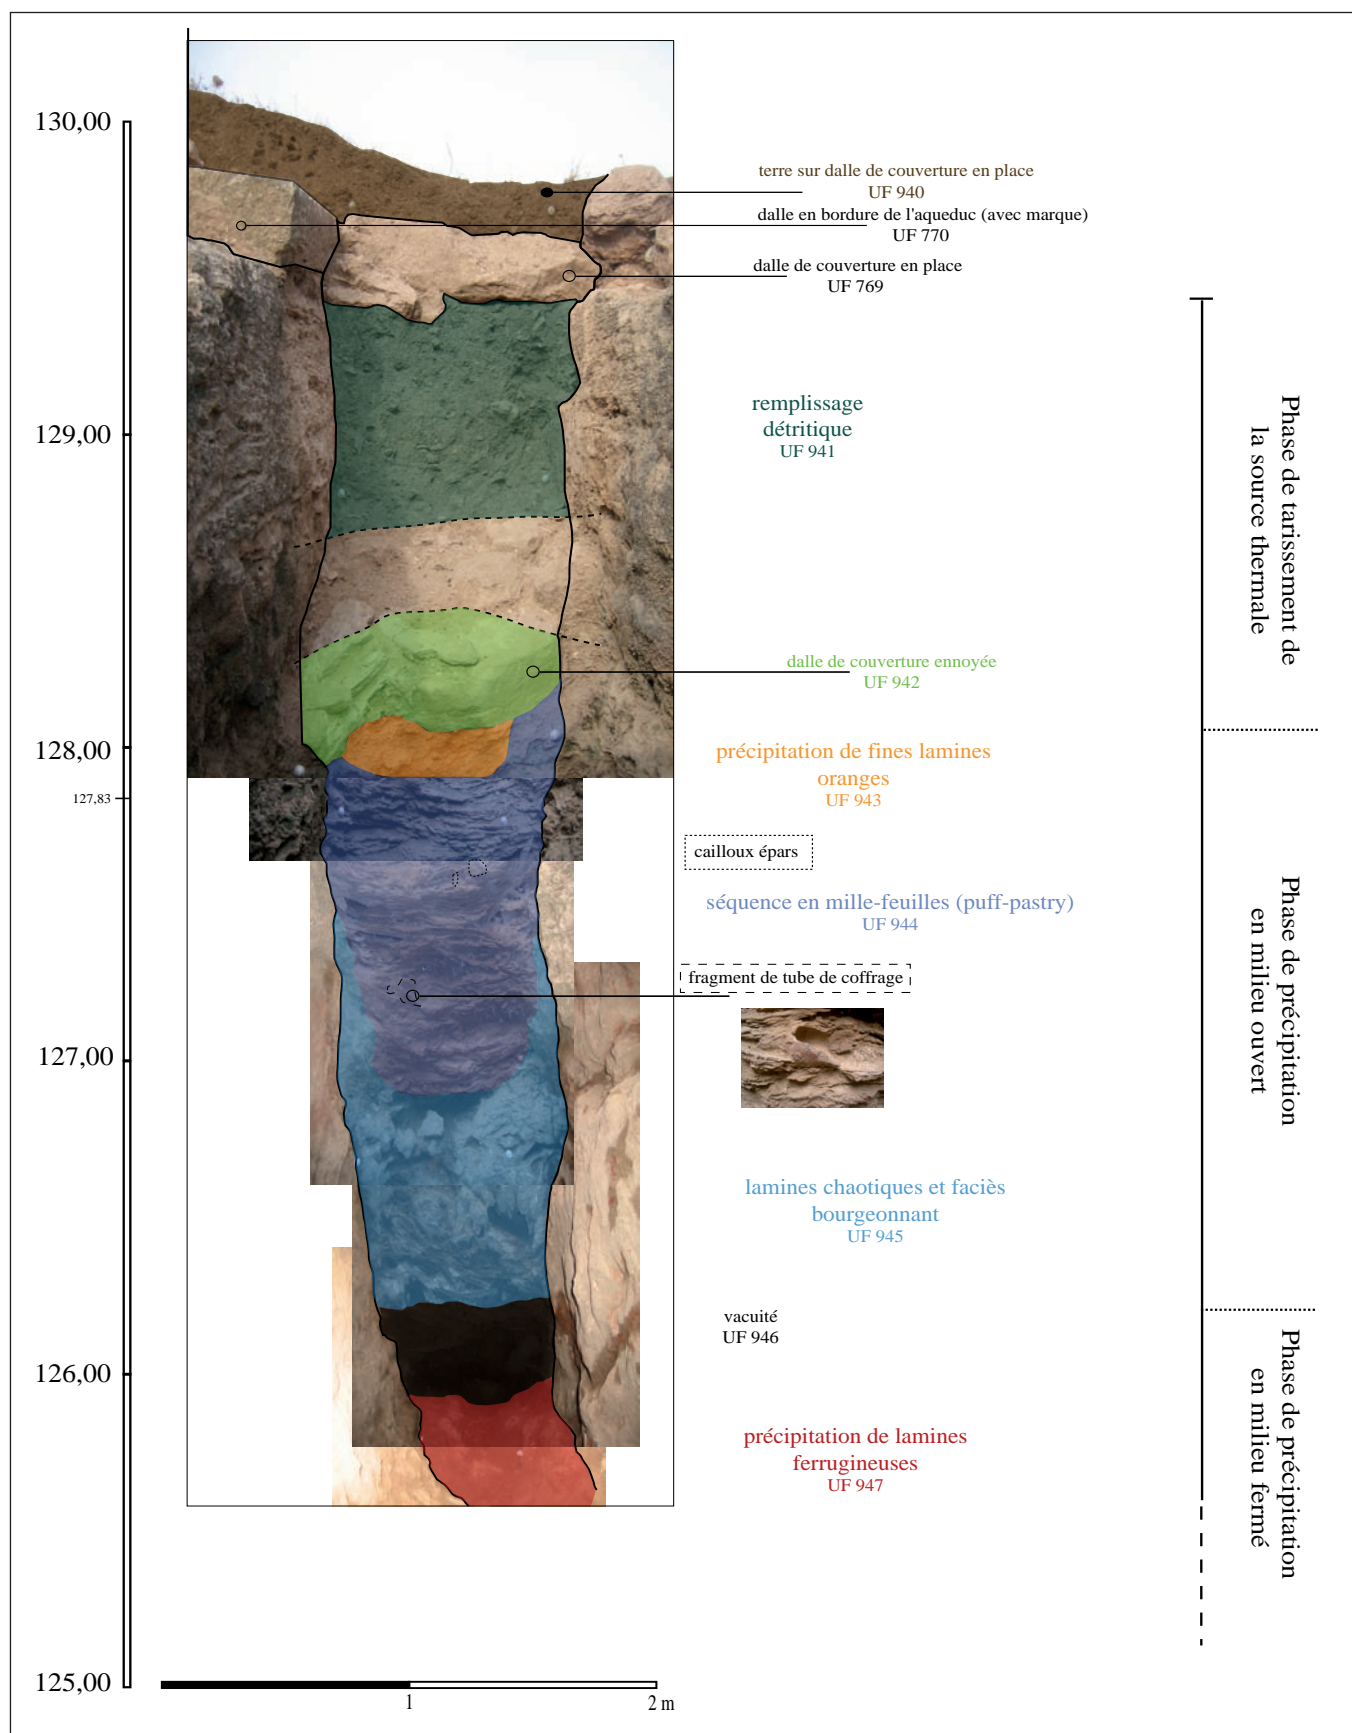 130,00
terre sur dalle de couverture en place
UF 940
dalle en bordure de l'aqueduc (avec marque)
UF 770
dalle de couverture en place
UF 769
129,00
remplissage
détritique
UF 941
Phase de tarissement de
la source thermale
dalle de couverture ennoyée
UF 942
128,00
précipitation de fines lamines
oranges
UF 943
127,83
cailloux épars
séquence en mille-feuilles (puff-pastry)
UF 944
Phase de précipitation
en milieu ouvert
fragment de tube de coffrage
127,00
lamines chaotiques et faciès
bourgeonnant
UF 945
vacuité
UF 946
126,00
précipitation de lamines
ferrugineuses
UF 947
Phase de précipitation
en milieu fermé
125,00
1
2 m